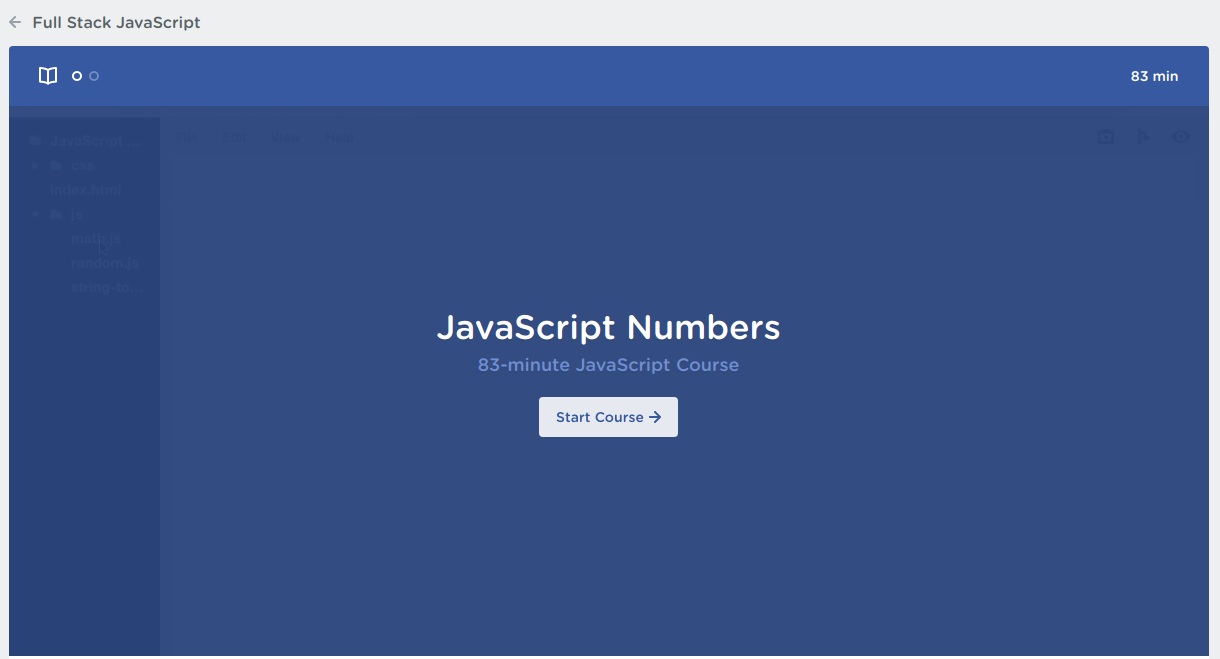 Full Stack JavaScript
83 min
JavaScript ...
File Edit View Help
css
index.html
js
math.js
random.js
string-to...
JavaScript Numbers
83-minute JavaScript Course
Start Course